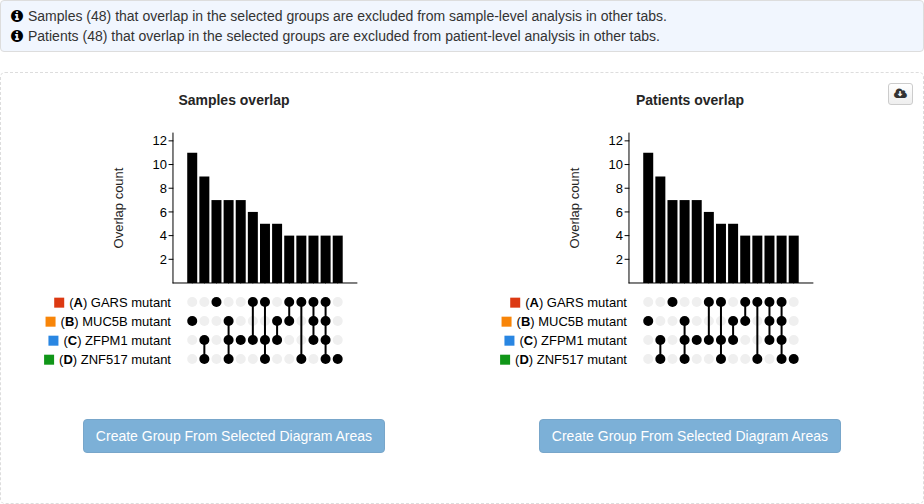 Samples (48) that overlap in the selected groups are excluded from sample-level analysis in other tabs.
Patients (48) that overlap in the selected groups are excluded from patient-level analysis in other tabs.
Samples overlap
12
10
8
6
4
2
Overlap count
(A) GARS mutant
(B) MUC5B mutant
(C) ZFPM1 mutant
(D) ZNF517 mutant
Create Group From Selected Diagram Areas
Patients overlap
12
10
8
6
4
2
Overlap count
(A) GARS mutant
(B) MUC5B mutant
(C) ZFPM1 mutant
(D) ZNF517 mutant
Create Group From Selected Diagram Areas